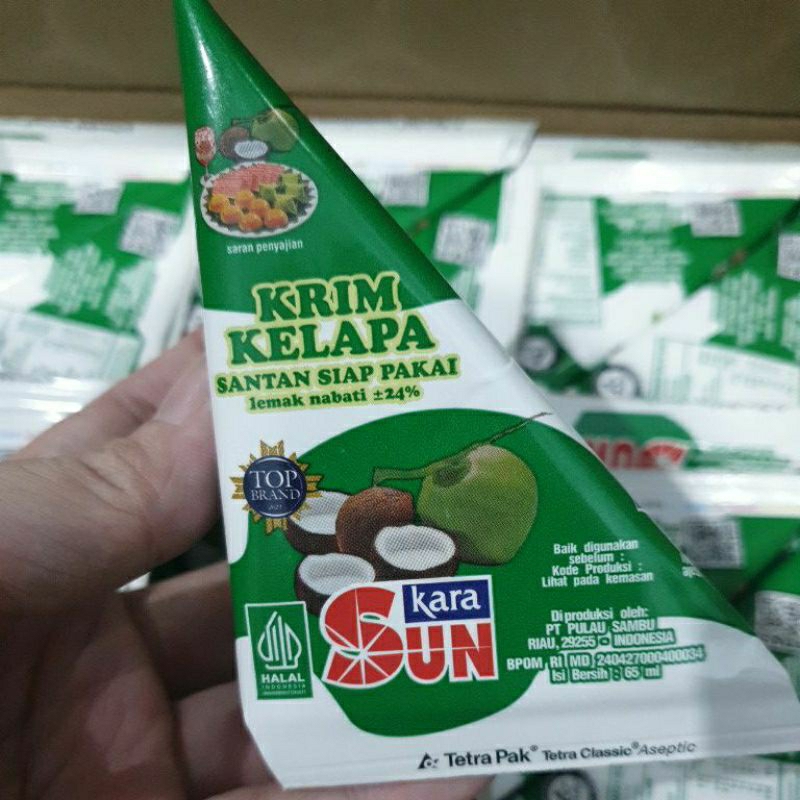 saran penyajian
KRIM
KELAPA
SANTAN SIAP PAKAI
lemak nabati ±24%
TOP
BRAND
kara
SUN
HALAL
INDONESIA
Baik digunakan
sebelum :
Kode Produksi :
Lihat pada kemasan
Diproduksi oleh:
PT PULAU SAMBU
RIAU, 29255 - INDONESIA
BPOM RI MD 240427000400034
Isi Bersih : 65 ml
Tetra Pak® Tetra Classic® Aseptic